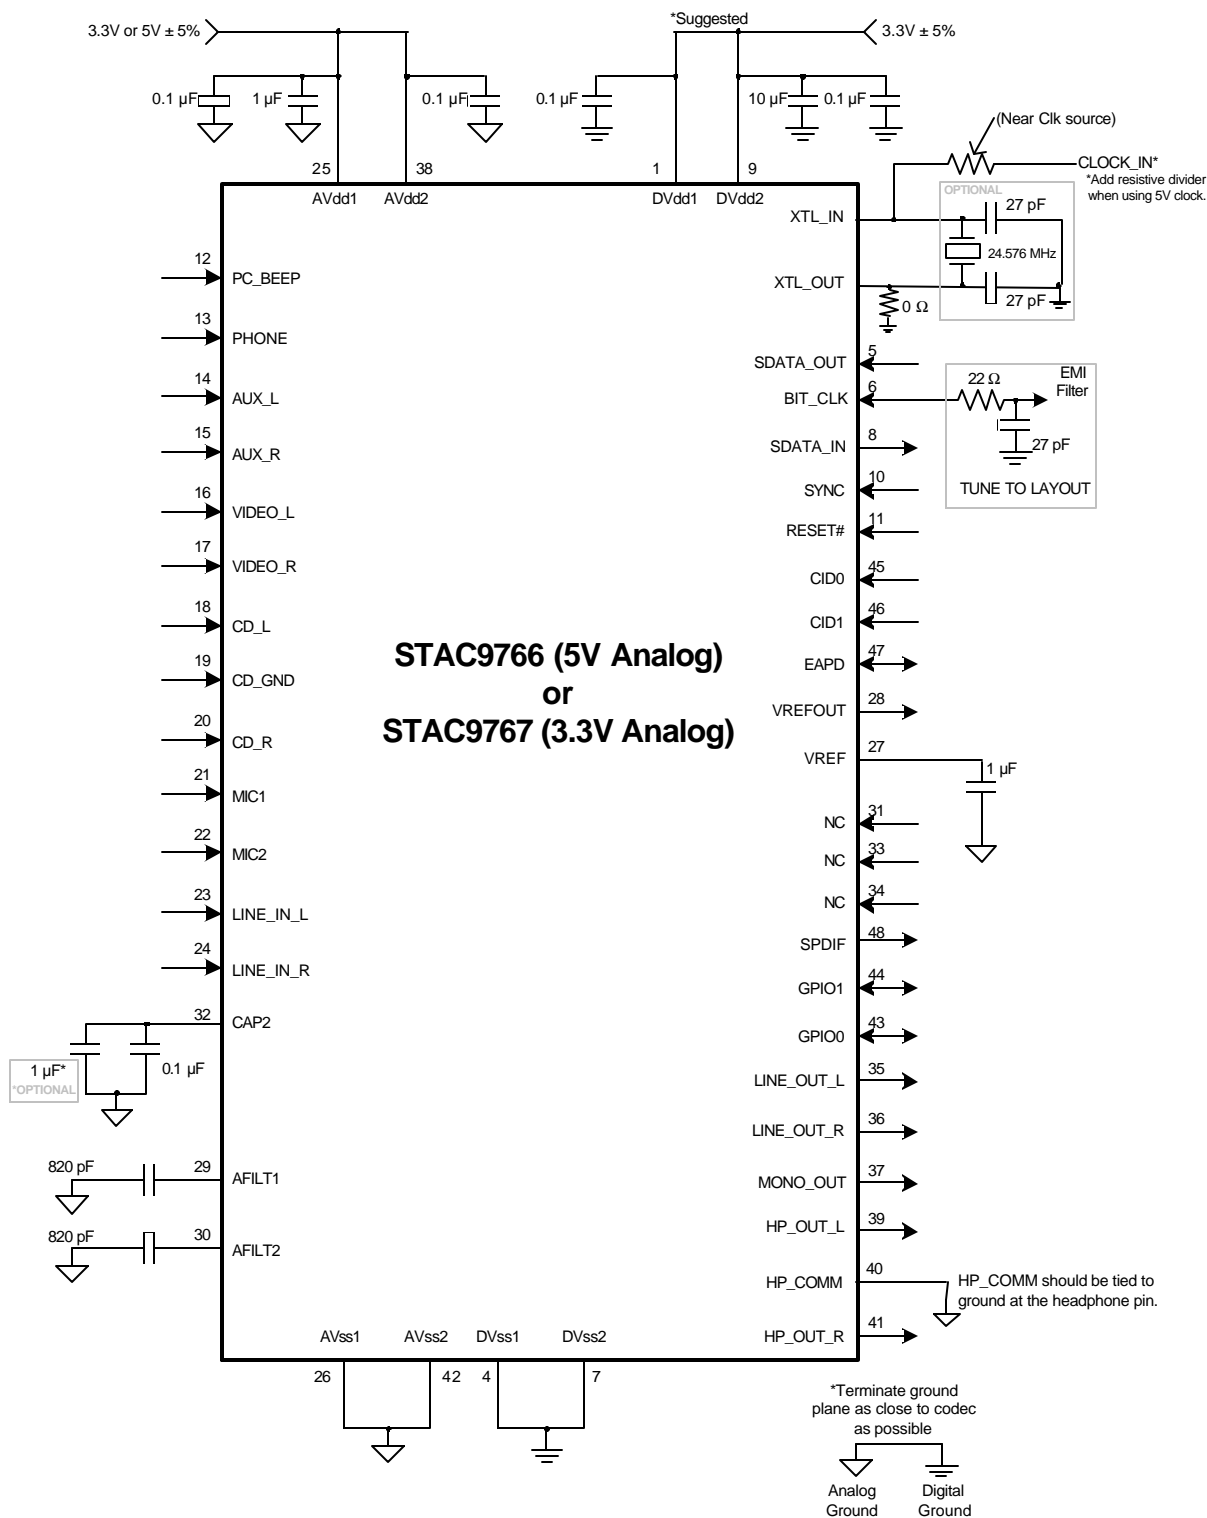 *Suggested
3.3V or 5V ± 5%
3.3V ± 5%
0.1 µF
1 µF
0.1 µF
0.1 µF
10 µF
0.1 µF
(Near Clk source)
CLOCK_IN*
*Add resistive divider
when using 5V clock.
25
38
1
9
AVdd1
AVdd2
DVdd1
DVdd2
OPTIONAL
27 pF
24.576 MHz
27 pF
XTL_IN
XTL_OUT
0 Ω
12
PC_BEEP
13
PHONE
14
AUX_L
15
AUX_R
16
VIDEO_L
17
VIDEO_R
18
CD_L
19
CD_GND
20
CD_R
21
MIC1
22
MIC2
23
LINE_IN_L
24
LINE_IN_R
32
CAP2
1 µF*
*OPTIONAL
0.1 µF
820 pF
29
AFILT1
820 pF
30
AFILT2
STAC9766 (5V Analog)
or
STAC9767 (3.3V Analog)
SDATA_OUT
5
BIT_CLK
6
22 Ω
EMI
Filter
27 pF
TUNE TO LAYOUT
SDATA_IN
8
SYNC
10
RESET#
11
CID0
45
CID1
46
EAPD
47
VREFOUT
28
VREF
27
1 µF
NC
31
NC
33
NC
34
SPDIF
48
GPIO1
44
GPIO0
43
LINE_OUT_L
35
LINE_OUT_R
36
MONO_OUT
37
HP_OUT_L
39
HP_COMM
40
HP_COMM should be tied to
ground at the headphone pin.
HP_OUT_R
41
AVss1
AVss2
DVss1
DVss2
26
42
4
7
*Terminate ground
plane as close to codec
as possible
Analog
Ground
Digital
Ground